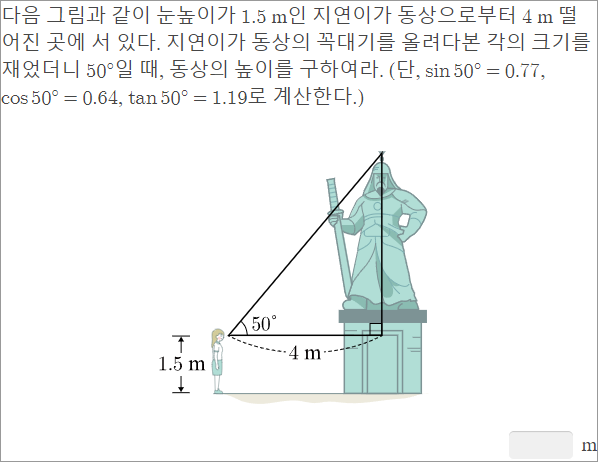 다음 그림과 같이 눈높이가 1.5 m인 지연이가 동상으로부터 4 m 떨
어진 곳에 서 있다. 지연이가 동상의 꼭대기를 올려다본 각의 크기를
재었더니 50°일 때, 동상의 높이를 구하여라. (단, sin 50° = 0.77,
cos 50° = 0.64, tan 50° = 1.19로 계산한다.)
50°
4 m
1.5 m
m